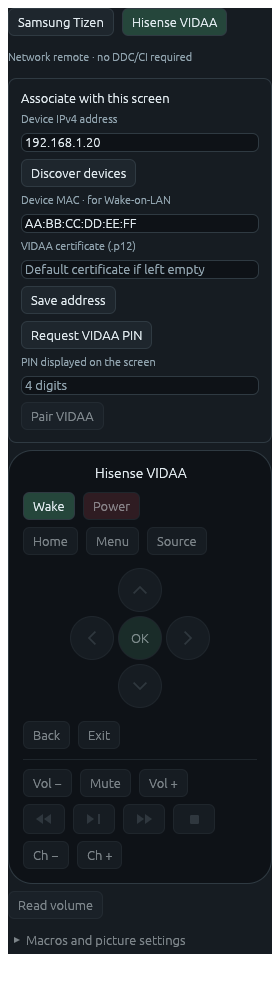 Samsung Tizen Hisense VIDAA
Network remote · no DDC/CI required
Associate with this screen
Device IPv4 address
192.168.1.20
Discover devices
Device MAC · for Wake-on-LAN
AA:BB:CC:DD:EE:FF
VIDAA certificate (.p12)
Default certificate if left empty
Save address
Request VIDAA PIN
PIN displayed on the screen
4 digits
Pair VIDAA
Hisense VIDAA
Wake Power
Home Menu Source
OK
Back Exit
Vol − Mute Vol +
Ch − Ch +
Read volume
Macros and picture settings